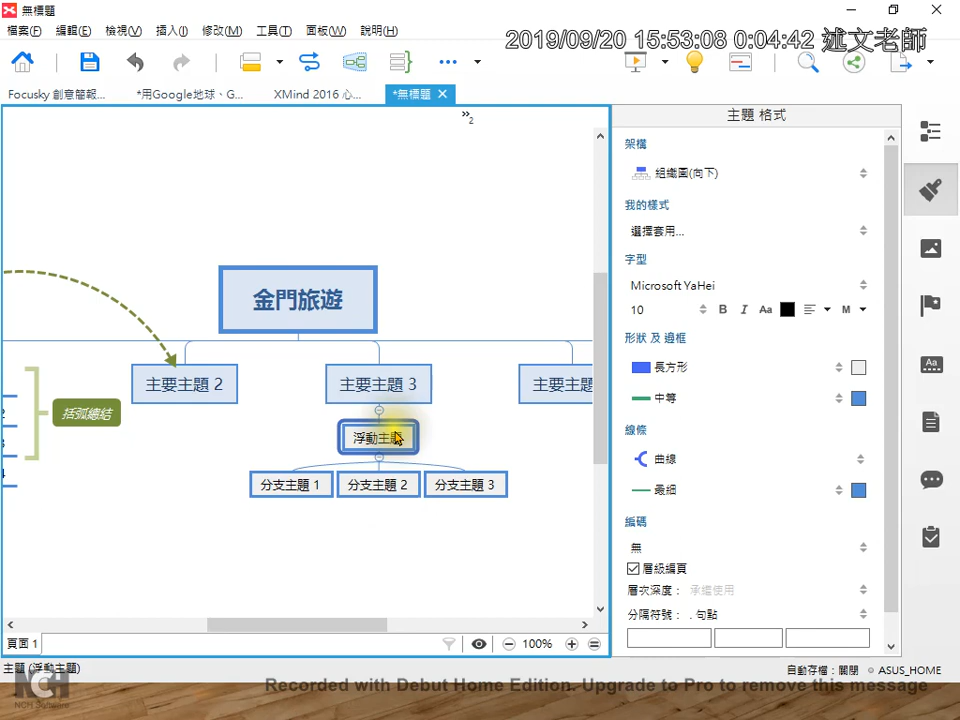 無標題
檔案(F) 編輯(E) 檢視(V) 插入(I) 修改(M) 工具(T) 面板(W) 說明(H)
2019/09/20 15:53:08 0:04:42 述文老師
Focusky 創意簡報... *用Google地球、G... XMind 2016 心... *無標題
2
主題 格式
架構
組織圖(向下)
我的樣式
選擇套用...
字型
Microsoft YaHei
10 B I Aa M
形狀 及 邊框
長方形
中等
線條
曲線
最細
編碼
無
層級編頁
層次深度： 承繼使用
分隔符號： . 句點
金門旅遊
主要主題 2
主要主題 3
主要主題
括弧總結
2
3
4
浮動主題
分支主題 1
分支主題 2
分支主題 3
頁面 1
100%
主題 (浮動主題)
自動存檔：關閉
ASUS_HOME
NCH Software
Recorded with Debut Home Edition. Upgrade to Pro to remove this message